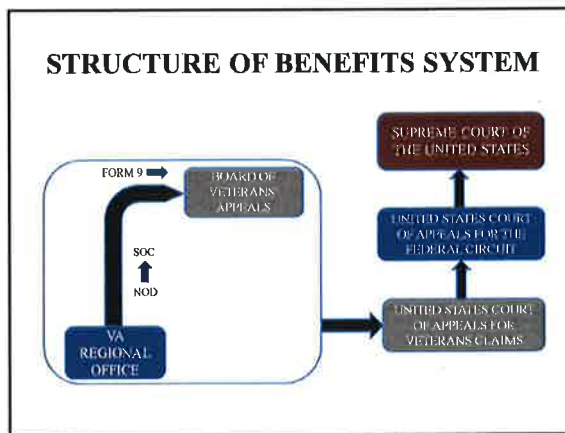 STRUCTURE OF BENEFITS SYSTEM
SUPREME COURT OF
THE UNITED STATES
FORM 9
BOARD OF
VETERANS
APPEALS
UNITED STATES COURT
OF APPEALS FOR THE
FEDERAL CIRCUIT
SOC
NOD
UNITED STATES COURT
OF APPEALS FOR
VETERANS CLAIMS
VA
REGIONAL
OFFICE